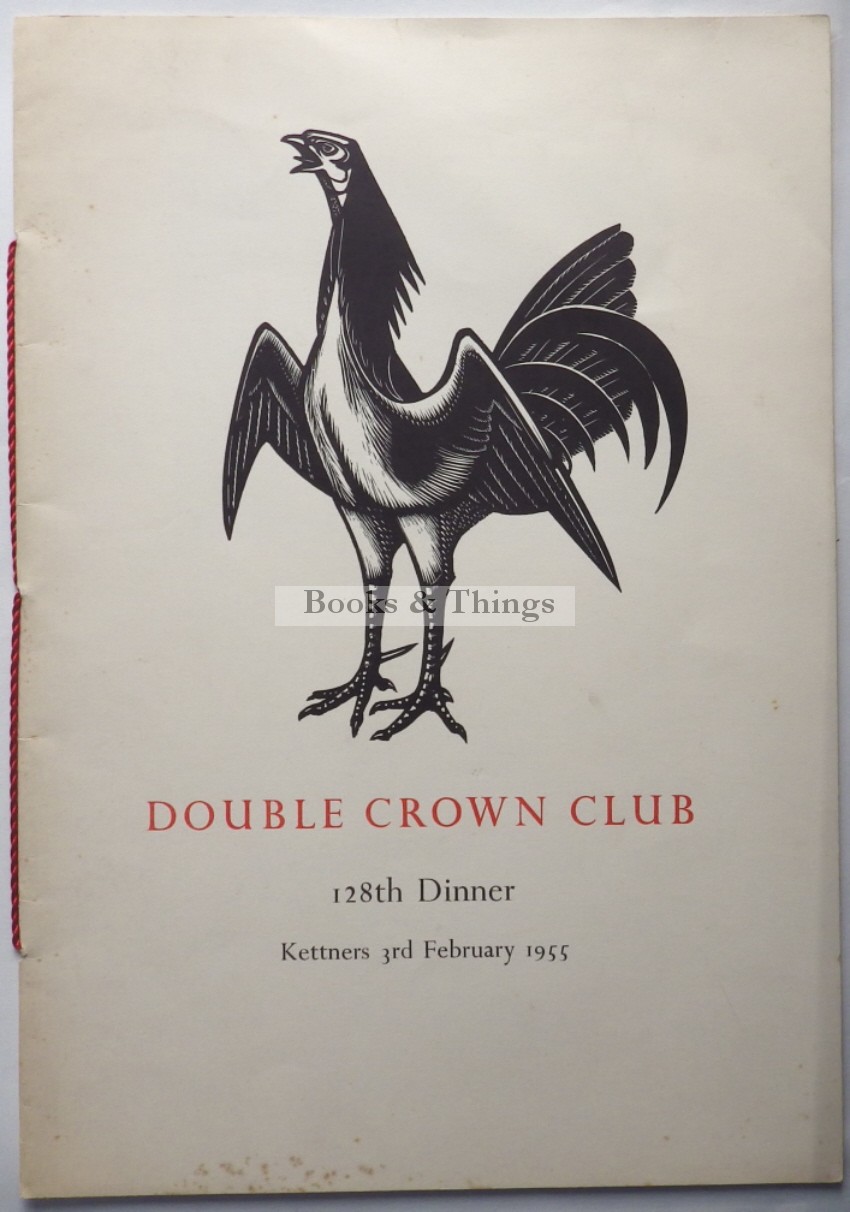 Books & Things
DOUBLE CROWN CLUB
128th Dinner
Kettners 3rd February 1955